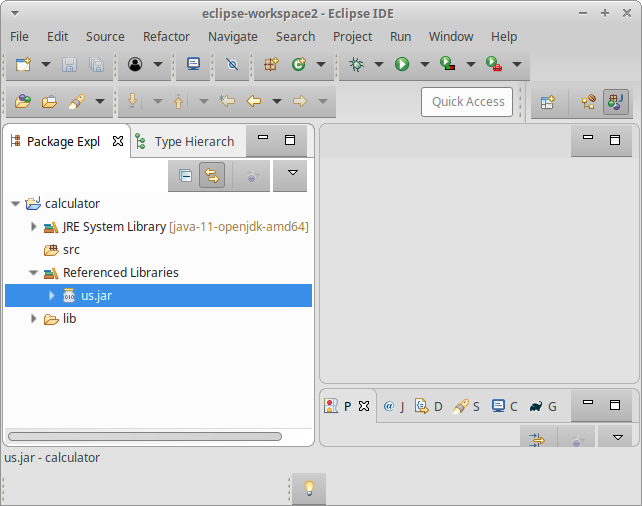 eclipse-workspace2 - Eclipse IDE
File Edit Source Refactor Navigate Search Project Run Window Help
Quick Access
Package Expl Type Hierarch
calculator
JRE System Library [java-11-openjdk-amd64]
src
Referenced Libraries
010
us.jar
lib
P @ J D S C G
us.jar - calculator